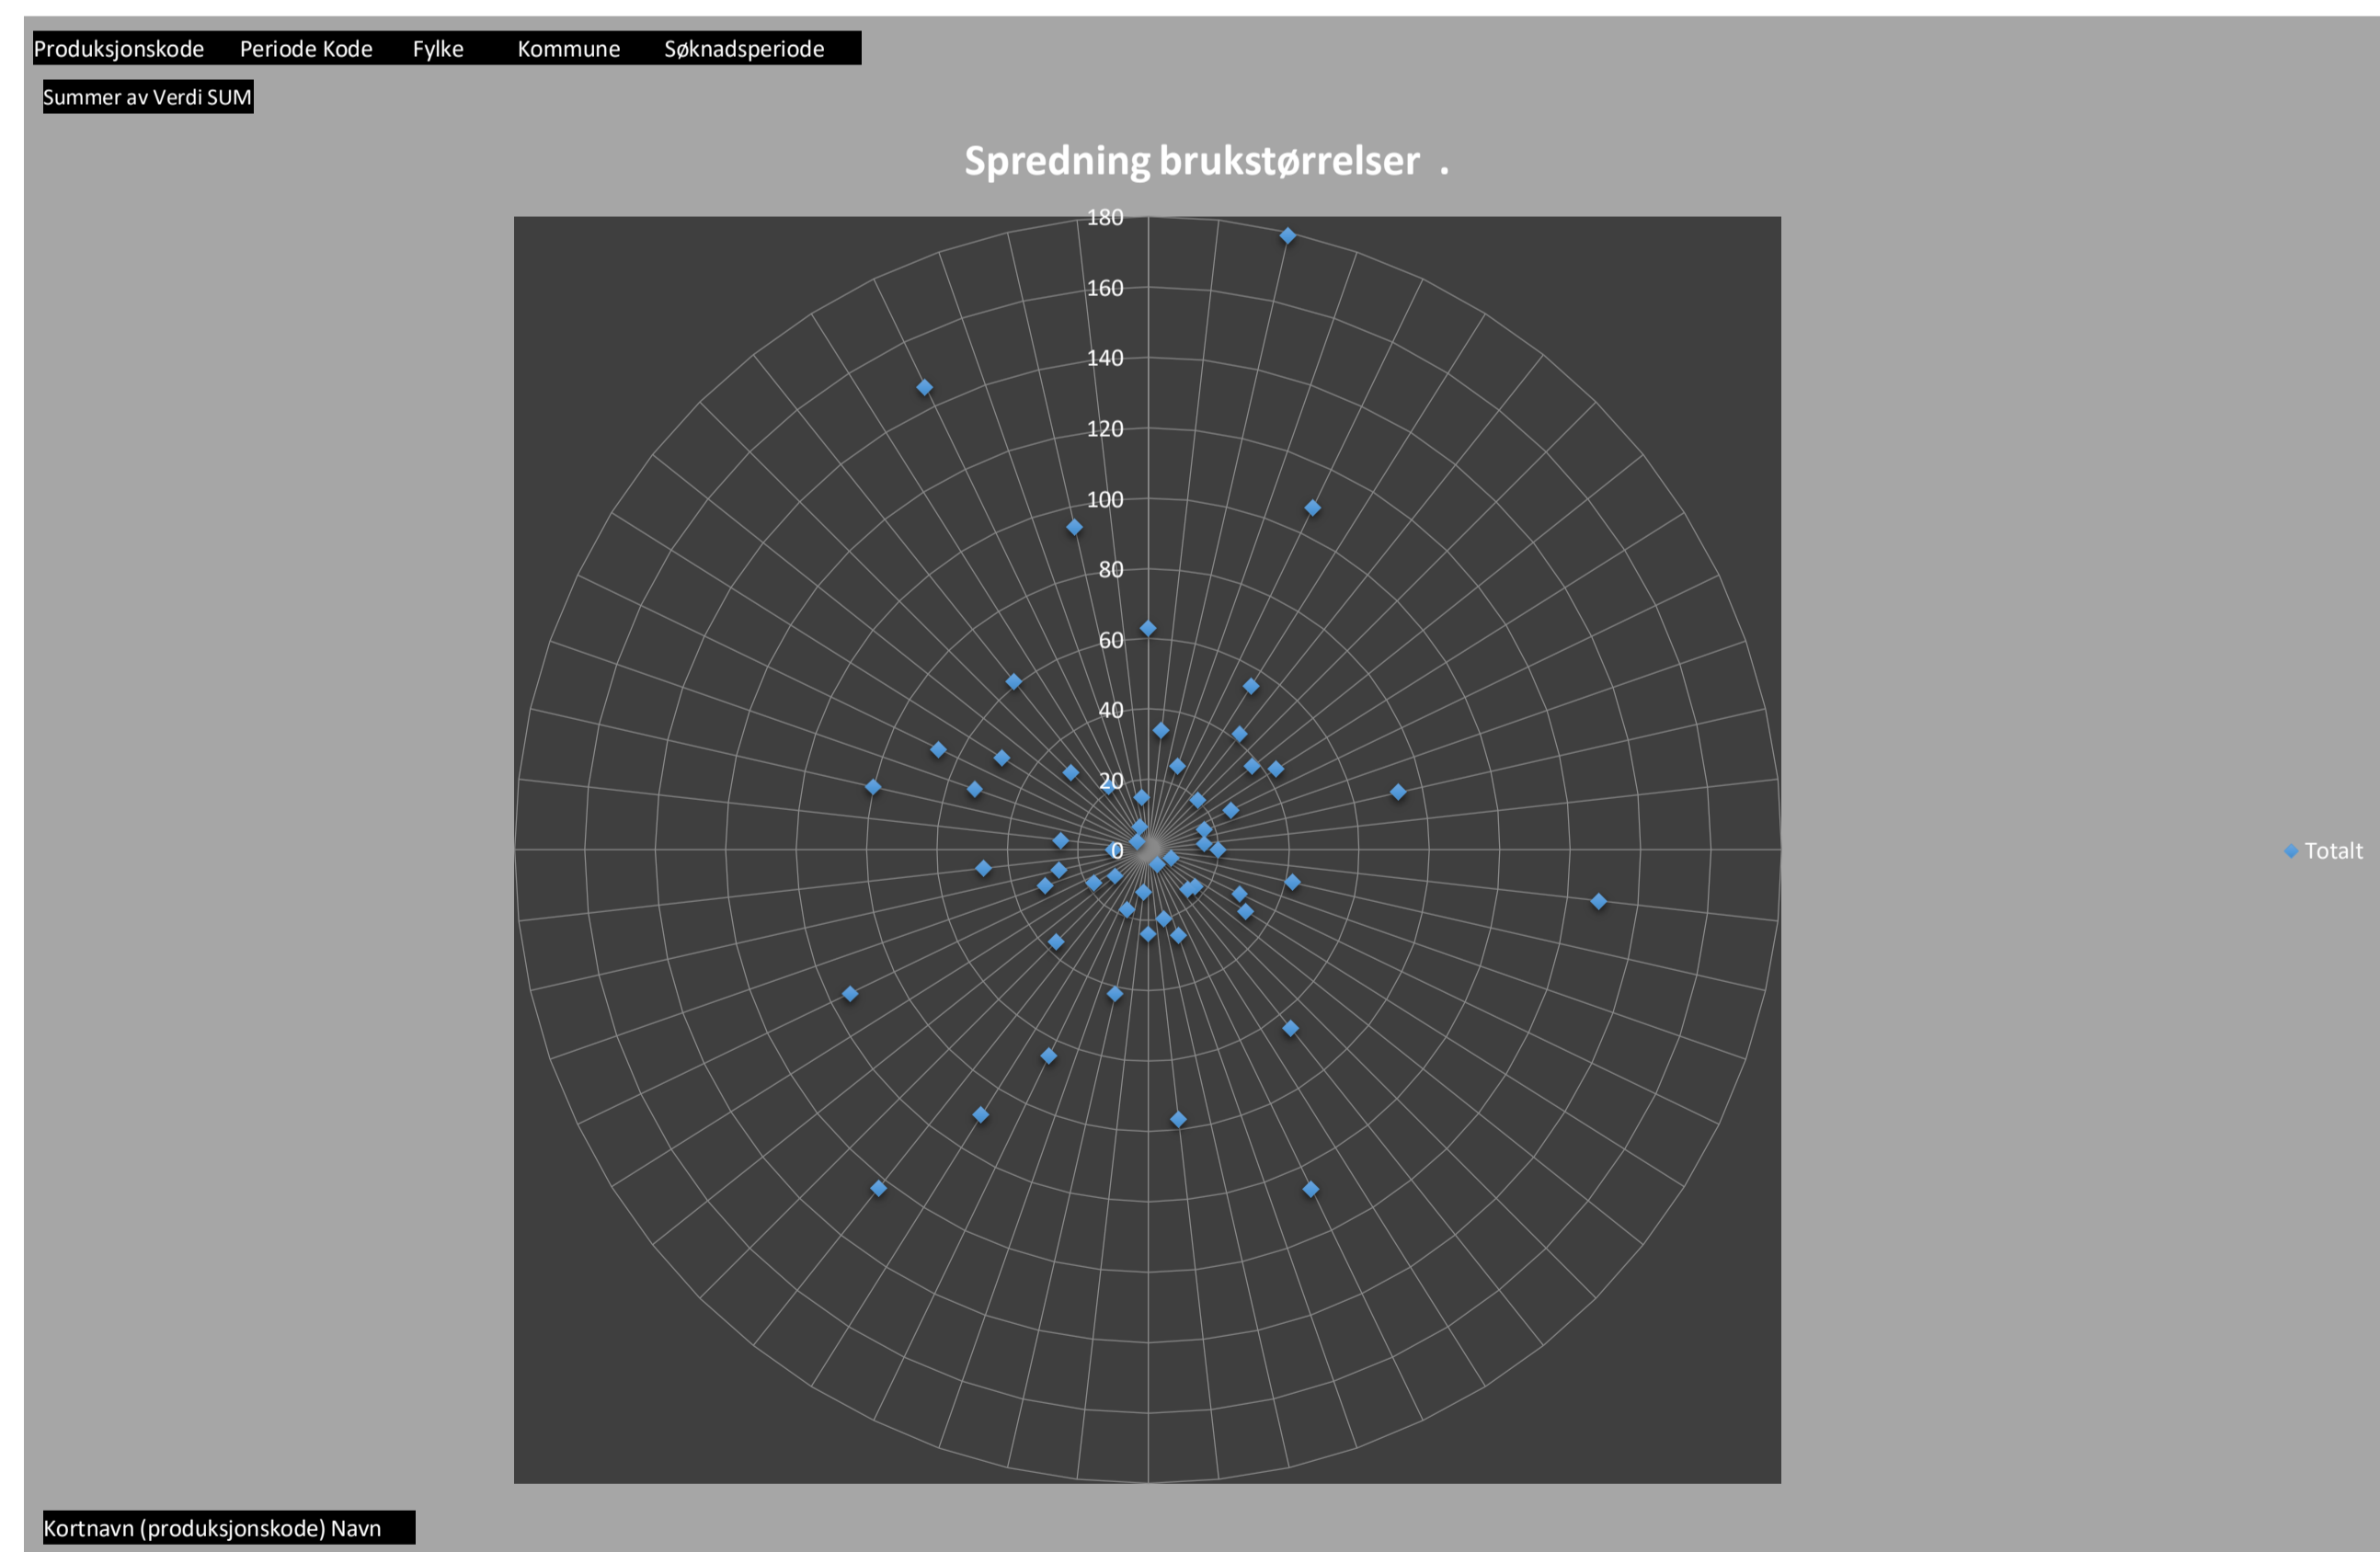 Produksjonskode Periode Kode Fylke Kommune Søknadsperiode
Summer av Verdi SUM
Spredning brukstørrelser .
180
160
140
120
100
80
60
40
20
0
Totalt
Kortnavn (produksjonskode) Navn